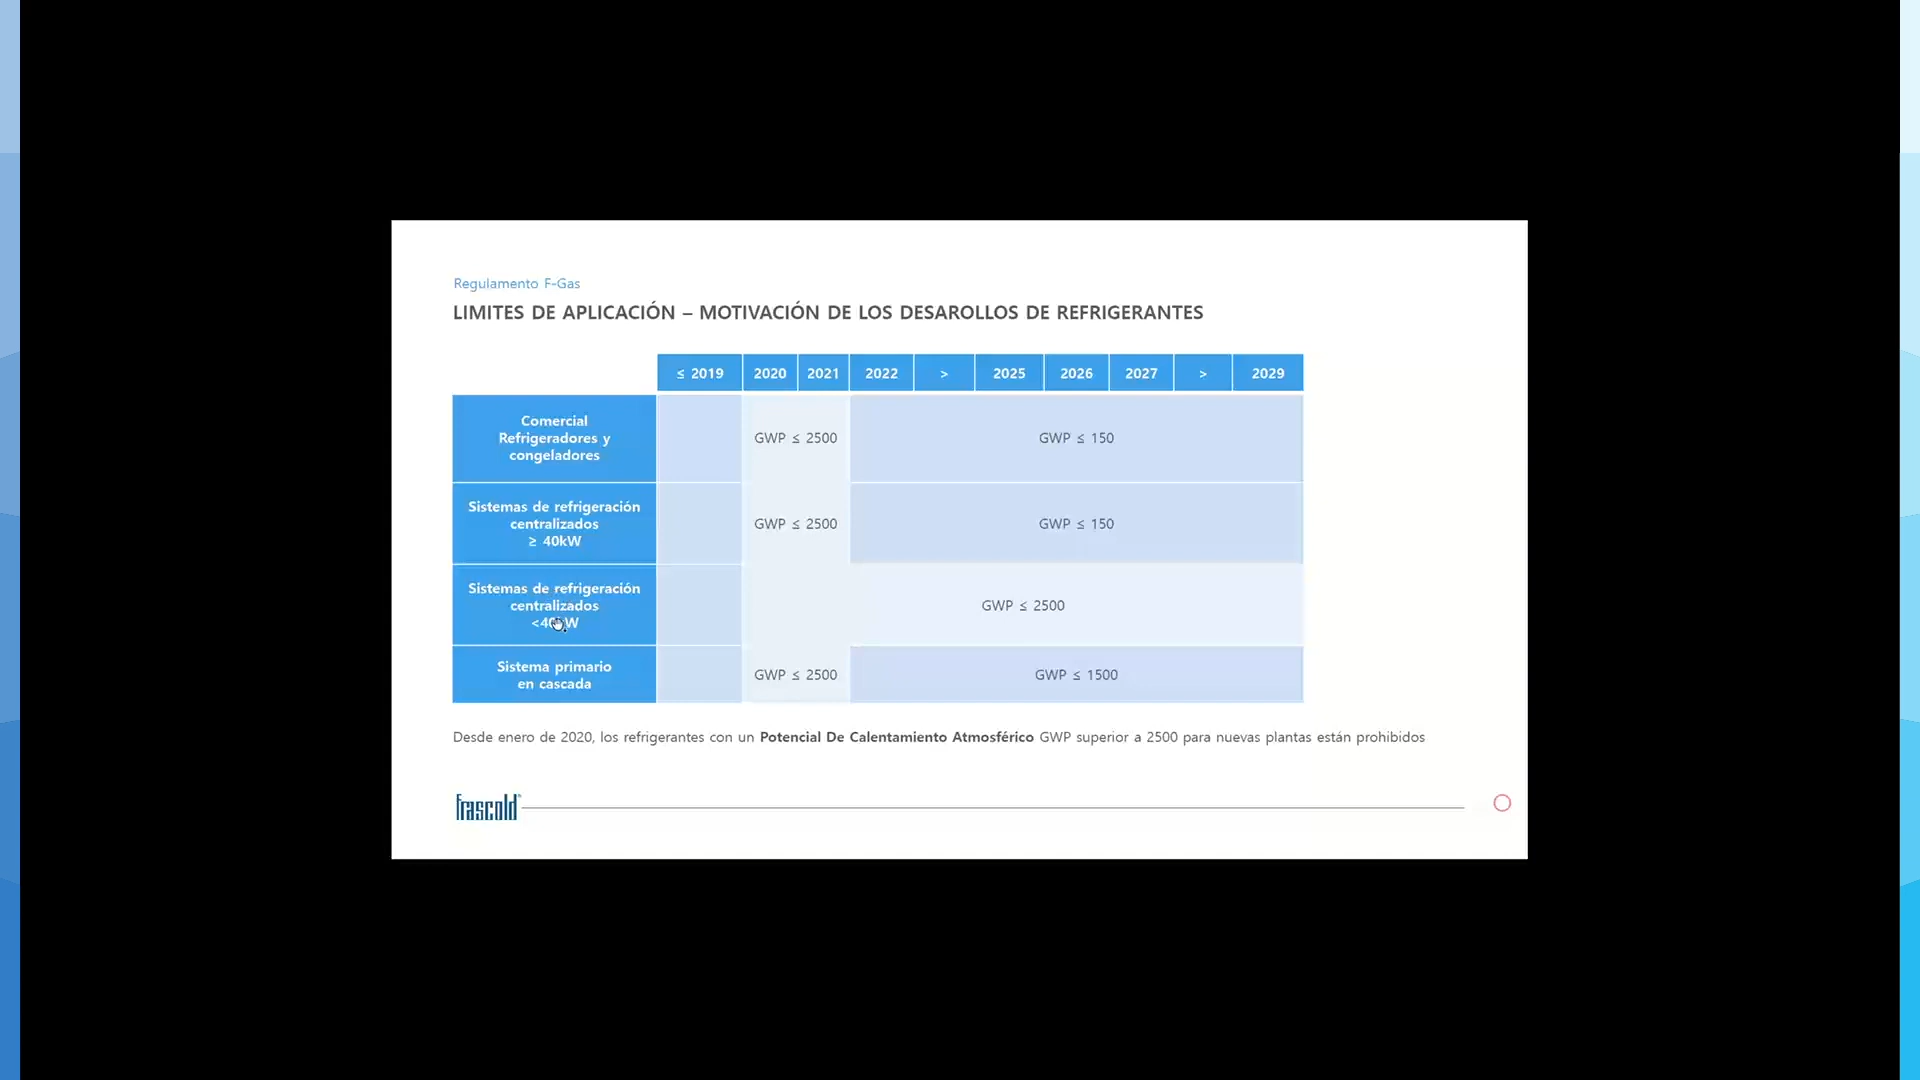 Regulamento F-Gas
LIMITES DE APLICACIÓN – MOTIVACIÓN DE LOS DESAROLLOS DE REFRIGERANTES
≤ 2019 2020 2021 2022 > 2025 2026 2027 > 2029
Comercial
Refrigeradores y
congeladores
GWP ≤ 2500 GWP ≤ 150
Sistemas de refrigeración
centralizados
≥ 40kW
GWP ≤ 2500 GWP ≤ 150
Sistemas de refrigeración
centralizados
<40kW
GWP ≤ 2500
Sistema primario
en cascada
GWP ≤ 2500 GWP ≤ 1500
Desde enero de 2020, los refrigerantes con un Potencial De Calentamiento Atmosférico GWP superior a 2500 para nuevas plantas están prohibidos
frascold